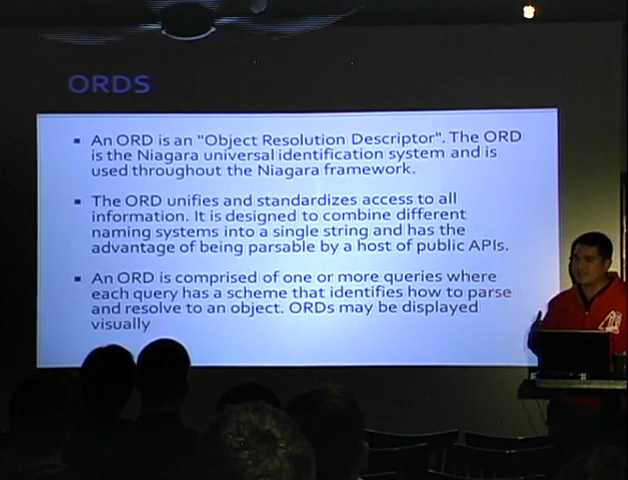 ORDS
▪ An ORD is an "Object Resolution Descriptor". The ORD
is the Niagara universal identification system and is
used throughout the Niagara framework.
▪ The ORD unifies and standardizes access to all
information. It is designed to combine different
naming systems into a single string and has the
advantage of being parsable by a host of public APIs.
▪ An ORD is comprised of one or more queries where
each query has a scheme that identifies how to parse
and resolve to an object. ORDs may be displayed
visually